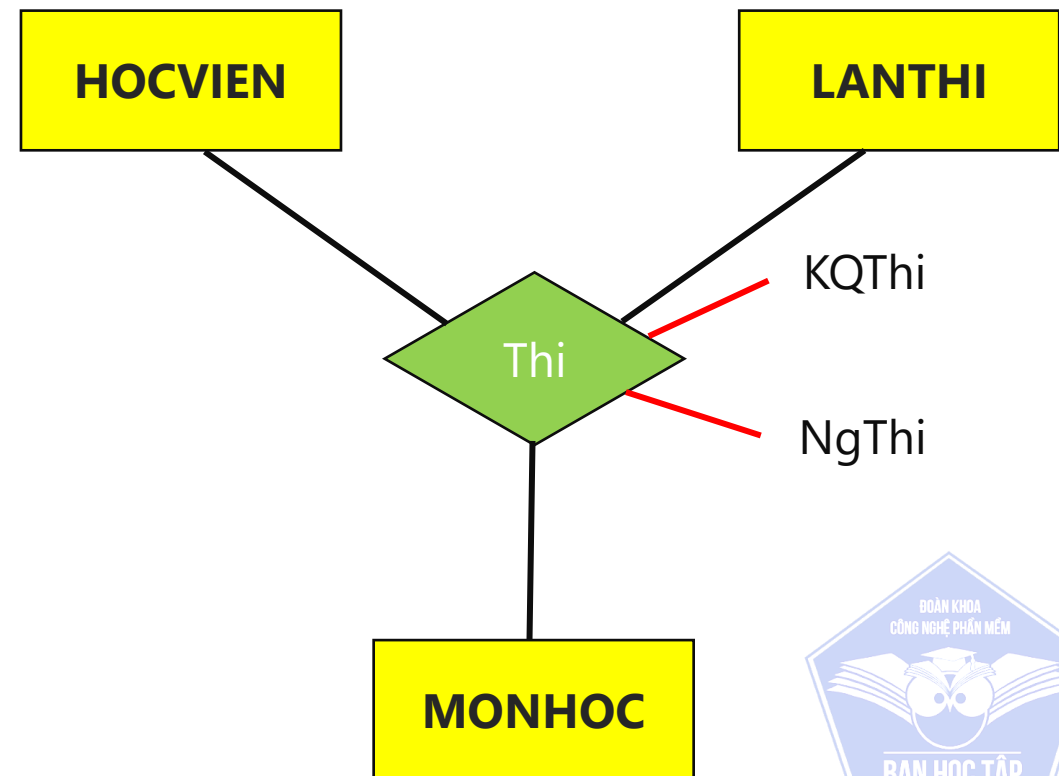 HOCVIEN
LANTHI
KQThi
Thi
NgThi
MONHOC
ĐOÀN KHOA
CÔNG NGHỆ PHẦN MỀM
BAN HỌC TẬP